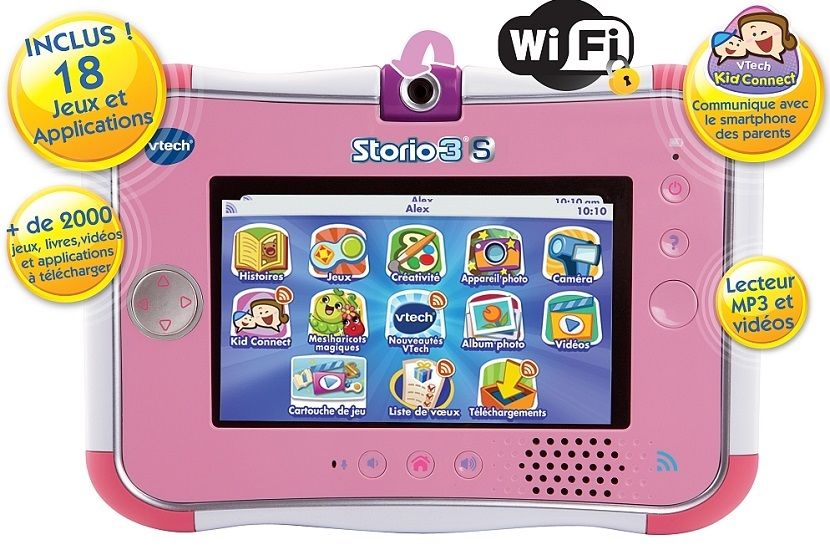 INCLUS !
18
Jeux et
Applications
WiFi
VTech
Kid Connect
Communique avec
le smartphone
des parents
vtech
Storio 3 S
+ de 2000
jeux, livres,vidéos
et applications
à télécharger
Alex 10:10 am
Alex 10:10
Histoires
Jeux
Créativité
Appareil photo
Caméra
?
Kid Connect
Mes haricots
magiques
vtech
Nouveautés
VTech
Album photo
Vidéos
Lecteur
MP3 et
vidéos
Cartouche de jeu
Liste de vœux
Téléchargements